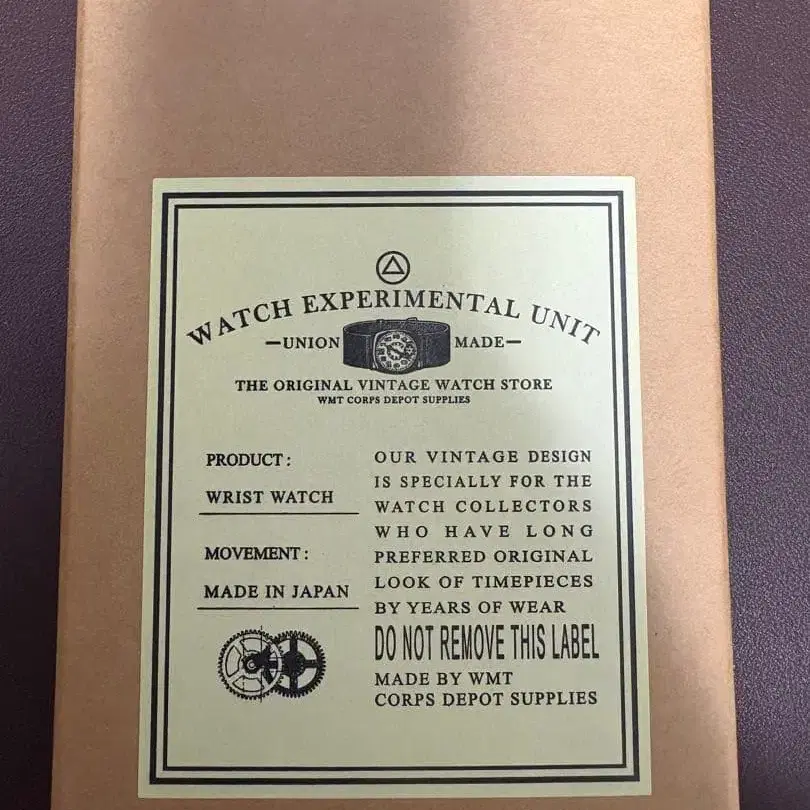 WATCH EXPERIMENTAL UNIT
UNION MADE
THE ORIGINAL VINTAGE WATCH STORE
WMT CORPS DEPOT SUPPLIES
PRODUCT :
WRIST WATCH
MOVEMENT :
MADE IN JAPAN
OUR VINTAGE DESIGN
IS SPECIALLY FOR THE
WATCH COLLECTORS
WHO HAVE LONG
PREFERRED ORIGINAL
LOOK OF TIMEPIECES
BY YEARS OF WEAR
DO NOT REMOVE THIS LABEL
MADE BY WMT
CORPS DEPOT SUPPLIES